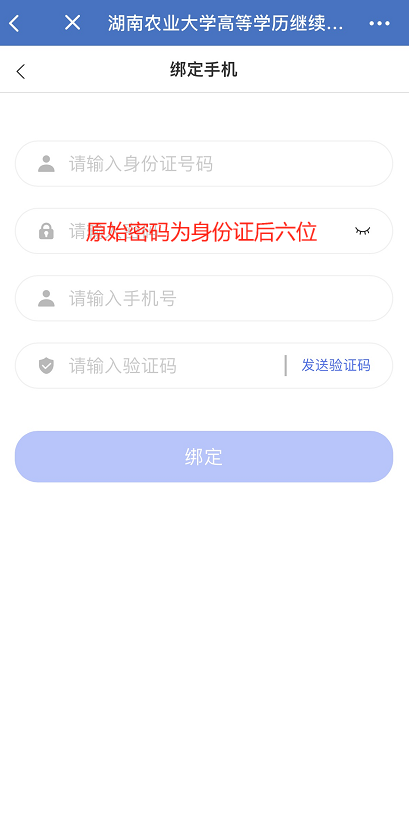 湖南农业大学高等学历继续...
绑定手机
请输入身份证号码
原始密码为身份证后六位
请输入手机号
请输入验证码 发送验证码
绑定